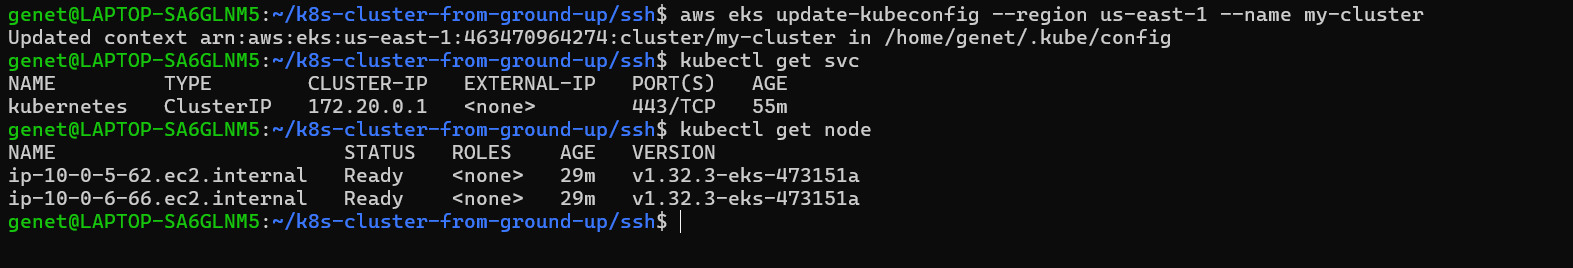 genet@LAPTOP-SA6GLNM5:~/k8s-cluster-from-ground-up/ssh$ aws eks update-kubeconfig --region us-east-1 --name my-cluster
Updated context arn:aws:eks:us-east-1:463470964274:cluster/my-cluster in /home/genet/.kube/config
genet@LAPTOP-SA6GLNM5:~/k8s-cluster-from-ground-up/ssh$ kubectl get svc
NAME         TYPE        CLUSTER-IP   EXTERNAL-IP   PORT(S)   AGE
kubernetes   ClusterIP   172.20.0.1   <none>        443/TCP   55m
genet@LAPTOP-SA6GLNM5:~/k8s-cluster-from-ground-up/ssh$ kubectl get node
NAME                        STATUS   ROLES    AGE   VERSION
ip-10-0-5-62.ec2.internal   Ready    <none>   29m   v1.32.3-eks-473151a
ip-10-0-6-66.ec2.internal   Ready    <none>   29m   v1.32.3-eks-473151a
genet@LAPTOP-SA6GLNM5:~/k8s-cluster-from-ground-up/ssh$